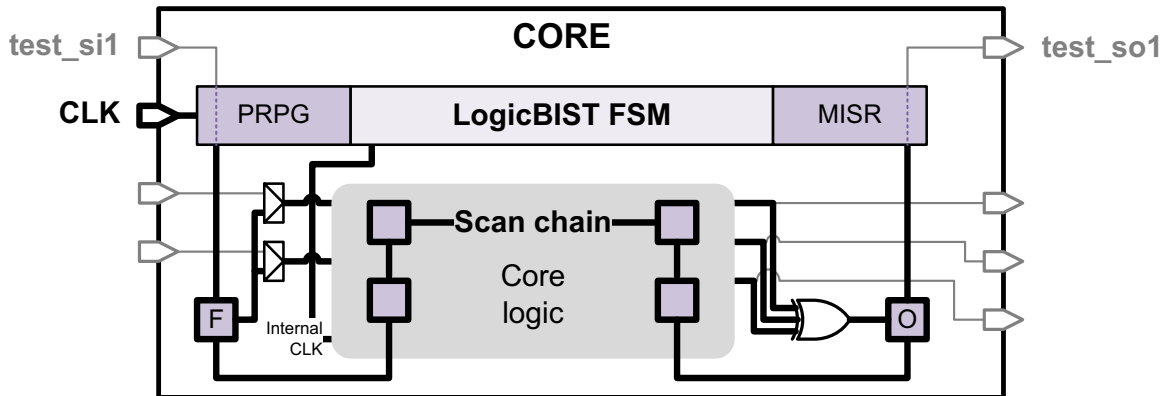 CORE
test_si1
test_so1
CLK
PRPG
LogicBIST FSM
MISR
Scan chain
Core
logic
F
Internal
CLK
O